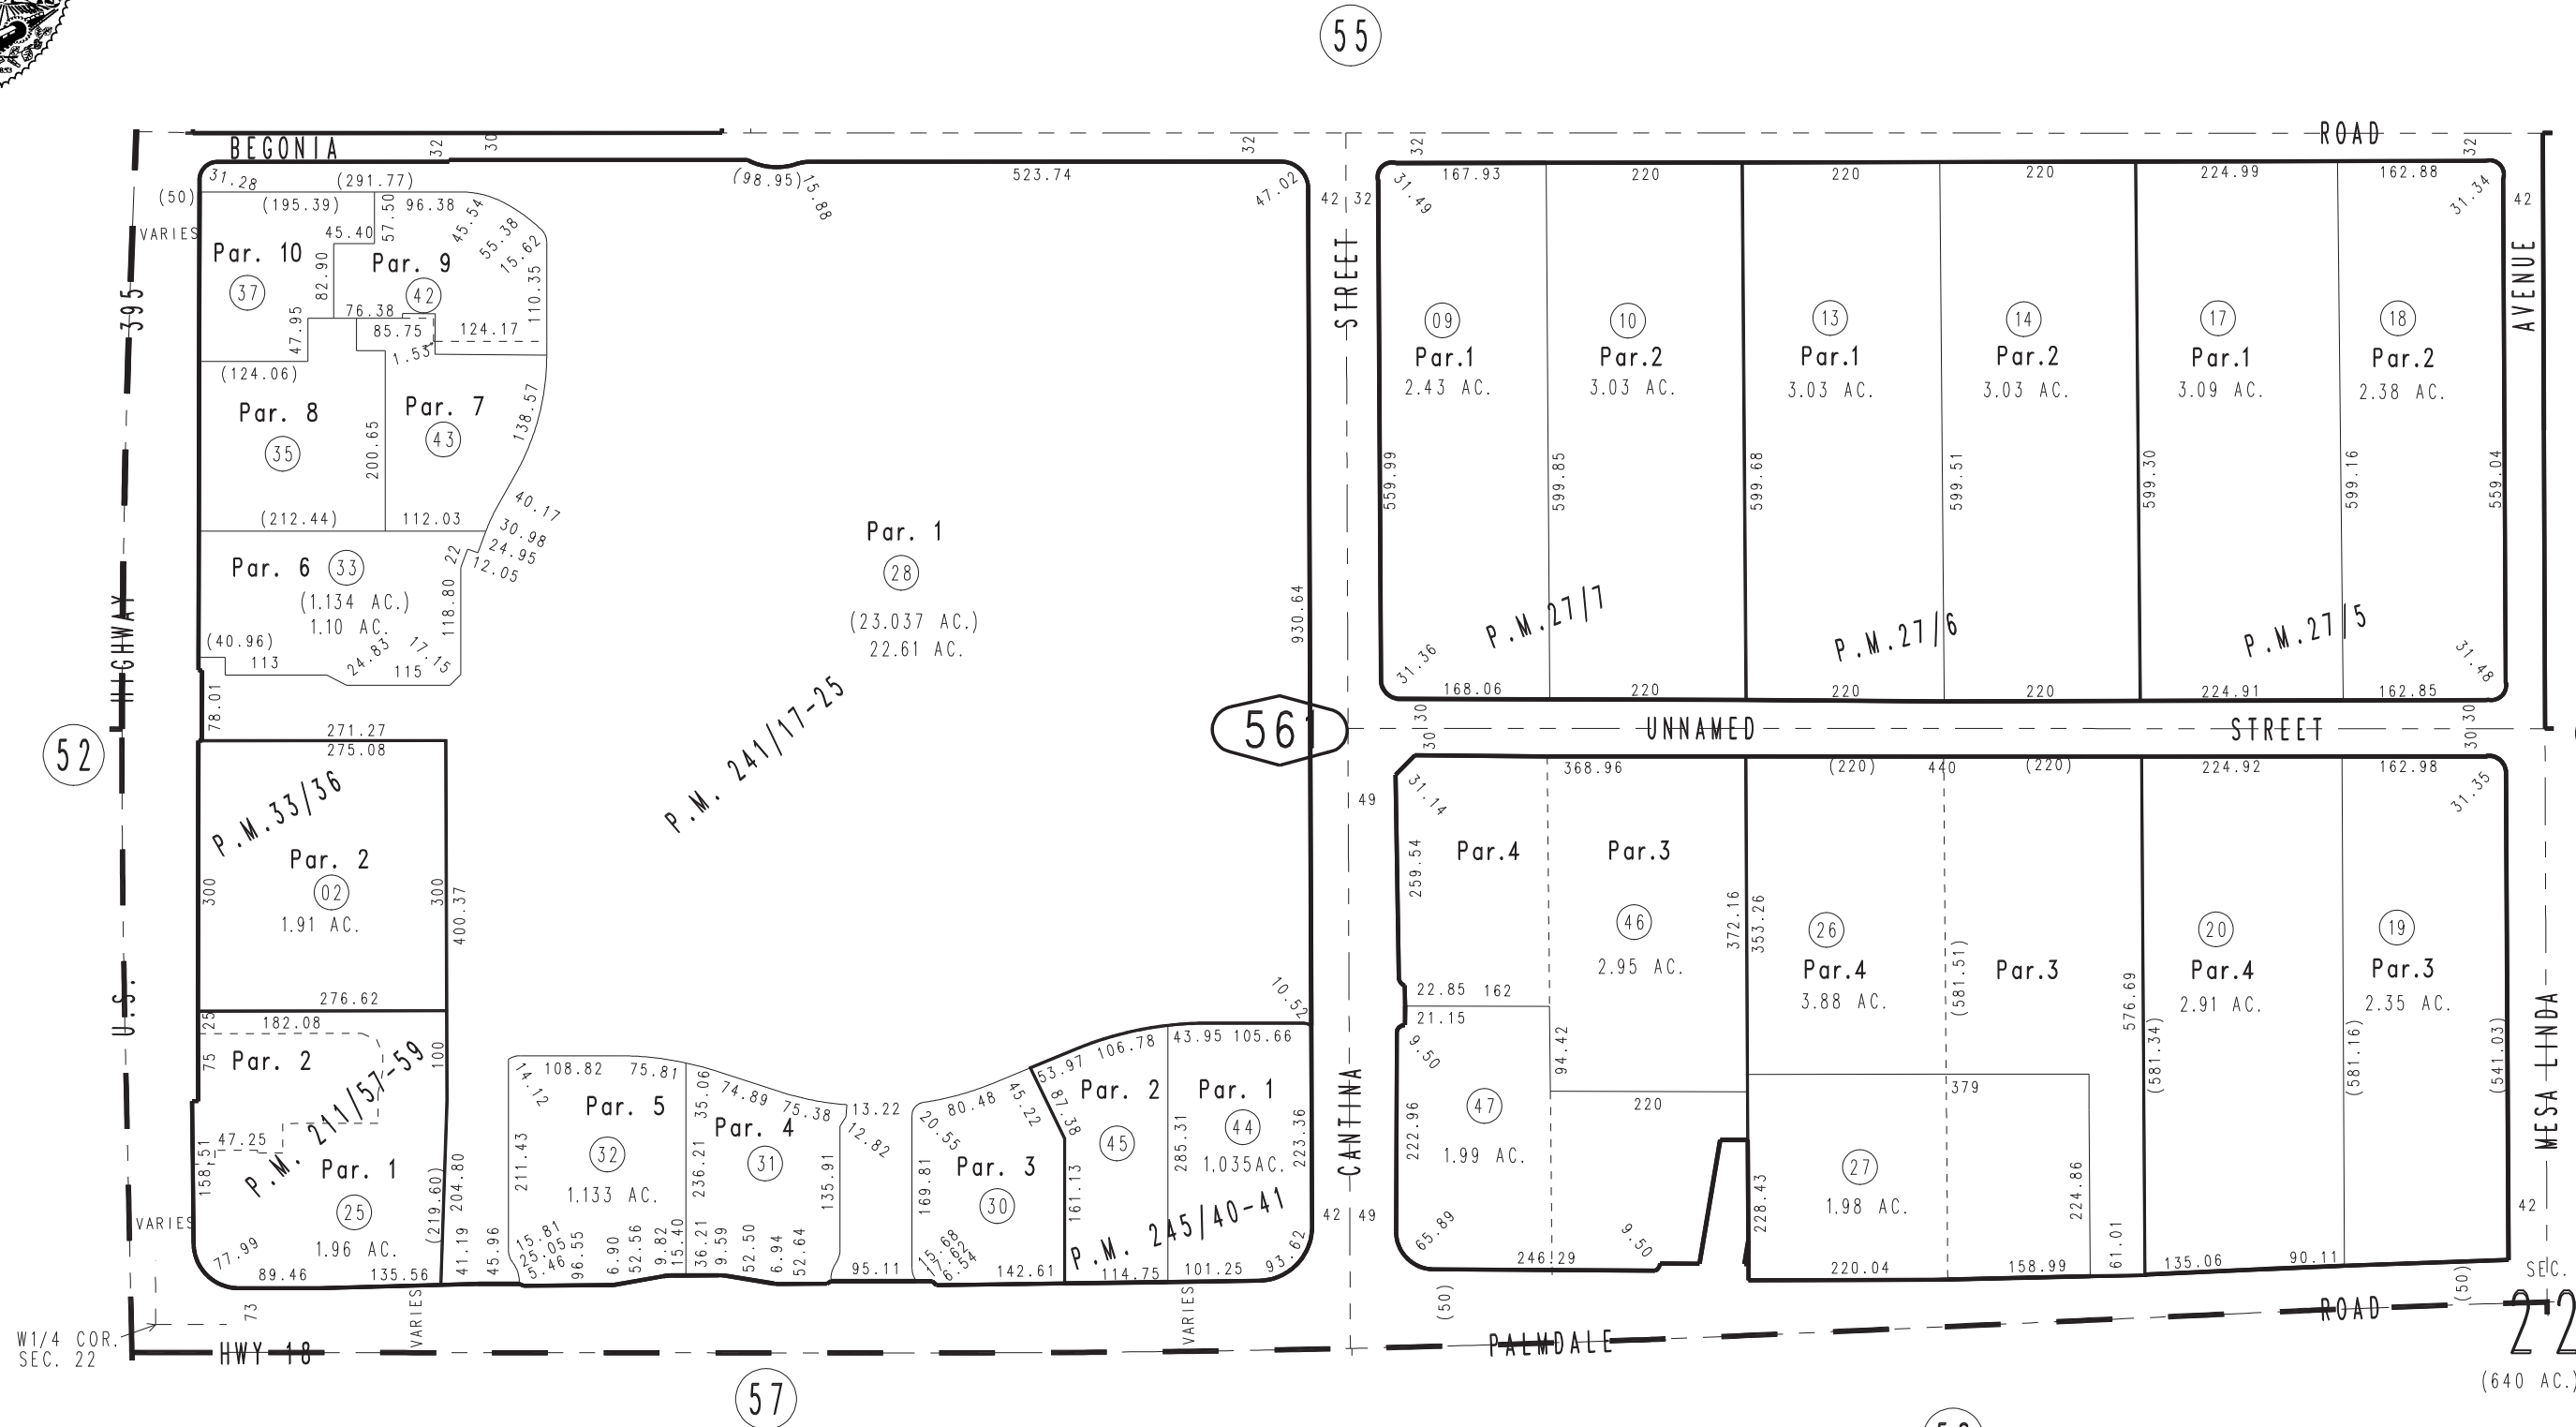 55
BEGONIA
32
30
32
32
ROAD
32
31.28
(291.77)
(98.95)
15.88
523.74
47.02
(50)
(195.39)
57.50
96.38
45.54
55.38
15.62
VARIES
45.40
Par. 10
37
82.90
Par. 9
42
110.35
47.95
76.38
85.75
124.17
1.53
(124.06)
Par. 8
35
200.65
Par. 7
43
138.57
(212.44)
112.03
40.17
30.98
24.95
12.05
22
Par. 6
33
(1.134 AC.)
1.10 AC.
118.80
(40.96)
113
24.83
17.15
115
78.01
271.27
275.08
U.S. HIGHWAY 395
52
P.M.33/36
Par. 2
02
1.91 AC.
300
300
400.37
276.62
25
182.08
75
Par. 2
100
P.M. 211/57-59
47.25
158.51
Par. 1
25
1.96 AC.
(219.60)
204.80
VARIES
77.99
89.46
135.56
41.19
45.96
73
VARIES
W1/4 COR.
SEC. 22
HWY 18
Par. 1
28
(23.037 AC.)
22.61 AC.
P.M. 241/17-25
930.64
56
10.52
14.12
108.82
75.81
Par. 5
32
1.133 AC.
211.43
15.81
25.05
5.46
96.55
6.90
52.56
9.82
15.40
35.06
236.21
36.21
74.89
75.38
Par. 4
31
135.91
9.59
52.50
6.94
52.64
13.22
12.82
95.11
20.55
80.48
45.22
Par. 3
30
169.81
15.68
17.62
6.54
142.61
53.97
87.38
106.78
Par. 2
45
161.13
285.31
114.75
43.95
105.66
Par. 1
44
1.035AC.
223.36
P.M. 245/40-41
101.25
93.62
VARIES
57
CANTINA STREET
42
32
49
42
49
31.49
167.93
220
220
220
224.99
162.88
31.34
42
09
Par.1
2.43 AC.
10
Par.2
3.03 AC.
13
Par.1
3.03 AC.
14
Par.2
3.03 AC.
17
Par.1
3.09 AC.
18
Par.2
2.38 AC.
559.99
599.85
599.68
599.51
599.30
599.16
559.04
P.M.27/7
P.M.27/6
P.M.27/5
31.36
168.06
220
220
220
224.91
162.85
31.48
30
30
UNNAMED
STREET
30
30
31.14
368.96
(220)
440
(220)
224.92
162.98
31.35
259.54
Par.4
Par.3
46
2.95 AC.
372.16
353.26
22.85
162
21.15
9.50
94.42
222.96
47
1.99 AC.
220
65.89
246.29
9.50
228.43
26
Par.4
3.88 AC.
(581.51)
Par.3
379
27
1.98 AC.
224.86
61.01
576.69
220.04
158.99
20
Par.4
2.91 AC.
(581.34)
135.06
19
Par.3
2.35 AC.
(581.16)
(541.03)
90.11
MESA LINDA AVENUE
42
(50)
(50)
PALMDALE
ROAD
SEC.
22
(640 AC.)